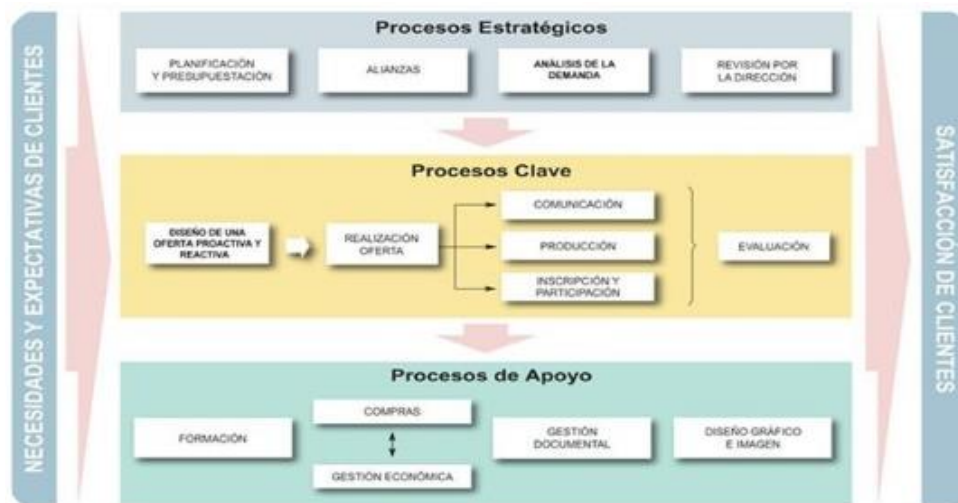 NECESIDADES Y EXPECTATIVAS DE CLIENTES
Procesos Estratégicos
PLANIFICACIÓN
Y PRESUPUESTACIÓN
ALIANZAS
ANÁLISIS DE LA
DEMANDA
REVISIÓN POR
LA DIRECCIÓN
Procesos Clave
DISEÑO DE UNA
OFERTA PROACTIVA Y
REACTIVA
REALIZACIÓN
OFERTA
COMUNICACIÓN
PRODUCCIÓN
INSCRIPCIÓN Y
PARTICIPACIÓN
EVALUACIÓN
Procesos de Apoyo
FORMACIÓN
COMPRAS
GESTIÓN ECONÓMICA
GESTIÓN
DOCUMENTAL
DISEÑO GRÁFICO
E IMAGEN
SATISFACCIÓN DE CLIENTES